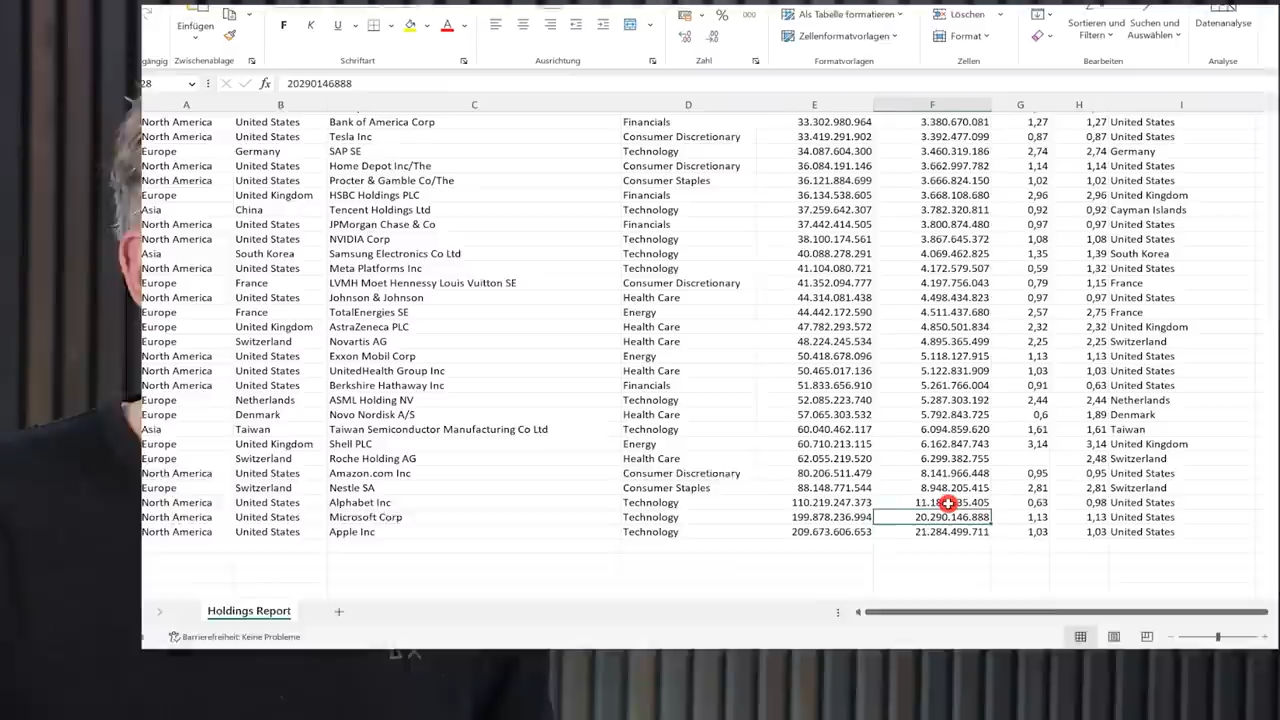 Einfügen F K U A Als Tabelle formatieren Löschen Sortieren und Suchen und Datenanalyse
% 000 Zellenformatvorlagen Format Filtern Auswählen
gängig Zwischenablage Schriftart Ausrichtung Zahl Formatvorlagen Zellen Bearbeiten Analyse
28 fx 20290146888
A B C D E F G H I
North America United States Bank of America Corp Financials 33.302.980.964 3.380.670.081 1,27 1,27 United States
North America United States Tesla Inc Consumer Discretionary 33.419.291.902 3.392.477.099 0,87 0,87 United States
Europe Germany SAP SE Technology 34.087.604.300 3.460.319.186 2,74 2,74 Germany
North America United States Home Depot Inc/The Consumer Discretionary 36.084.191.146 3.662.997.782 1,14 1,14 United States
North America United States Procter & Gamble Co/The Consumer Staples 36.121.884.699 3.666.824.150 1,02 1,02 United States
Europe United Kingdom HSBC Holdings PLC Financials 36.134.538.605 3.668.108.680 2,96 2,96 United Kingdom
Asia China Tencent Holdings Ltd Technology 37.259.642.307 3.782.320.811 0,92 0,92 Cayman Islands
North America United States JPMorgan Chase & Co Financials 37.442.414.505 3.800.874.480 1,03 1,03 United States
North America United States NVIDIA Corp Technology 38.100.174.561 3.867.645.372 1,08 1,08 United States
Asia South Korea Samsung Electronics Co Ltd Technology 40.088.278.291 4.069.462.825 1,35 1,39 South Korea
North America United States Meta Platforms Inc Technology 41.104.080.721 4.172.579.507 0,59 1,32 United States
Europe France LVMH Moet Hennessy Louis Vuitton SE Consumer Discretionary 41.352.094.777 4.197.756.043 0,79 1,15 France
North America United States Johnson & Johnson Health Care 44.314.081.438 4.498.434.823 0,97 0,97 United States
Europe France TotalEnergies SE Energy 44.442.172.590 4.511.437.680 2,57 2,75 France
Europe United Kingdom AstraZeneca PLC Health Care 47.782.293.572 4.850.501.834 2,32 2,32 United Kingdom
Europe Switzerland Novartis AG Health Care 48.224.245.534 4.895.365.499 2,25 2,25 Switzerland
North America United States Exxon Mobil Corp Energy 50.418.678.096 5.118.127.915 1,13 1,13 United States
North America United States UnitedHealth Group Inc Health Care 50.465.017.136 5.122.831.909 1,03 1,03 United States
North America United States Berkshire Hathaway Inc Financials 51.833.656.910 5.261.766.004 0,91 0,63 United States
Europe Netherlands ASML Holding NV Technology 52.085.223.740 5.287.303.192 2,44 2,44 Netherlands
Europe Denmark Novo Nordisk A/S Health Care 57.065.303.532 5.792.843.725 0,6 1,89 Denmark
Asia Taiwan Taiwan Semiconductor Manufacturing Co Ltd Technology 60.040.462.117 6.094.859.620 1,61 1,61 Taiwan
Europe United Kingdom Shell PLC Energy 60.710.213.115 6.162.847.743 3,14 3,14 United Kingdom
Europe Switzerland Roche Holding AG Health Care 62.055.219.520 6.299.382.755 2,48 Switzerland
North America United States Amazon.com Inc Consumer Discretionary 80.206.511.479 8.141.966.448 0,95 0,95 United States
Europe Switzerland Nestle SA Consumer Staples 88.148.771.544 8.948.205.415 2,81 2,81 Switzerland
North America United States Alphabet Inc Technology 110.219.247.373 0,63 0,98 United States
North America United States Microsoft Corp Technology 199.878.236.994 20.290.146.888 1,13 1,13 United States
North America United States Apple Inc Technology 209.673.606.653 21.284.499.711 1,03 1,03 United States
Holdings Report +
Barrierefreiheit: Keine Probleme